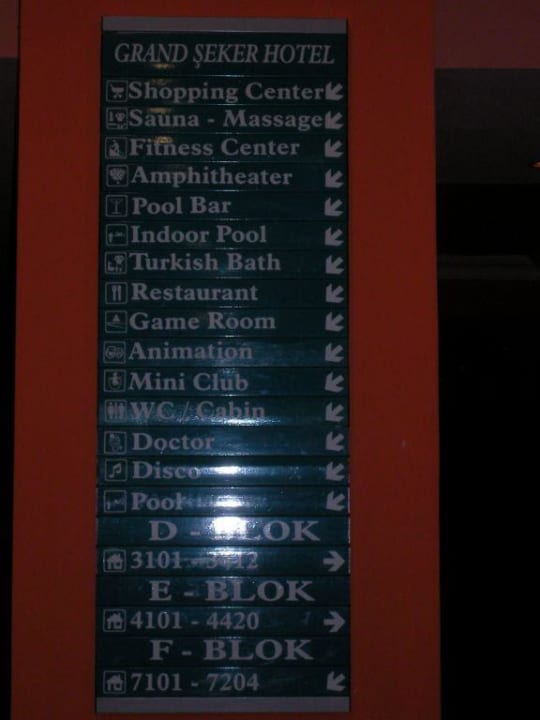 GRAND ŞEKER HOTEL
Shopping Center
Sauna - Massage
Fitness Center
Amphitheater
Pool Bar
Indoor Pool
Turkish Bath
Restaurant
Game Room
Animation
Mini Club
WC / Cabin
Doctor
Disco
Pool
D - BLOK
3101 - 3412
E - BLOK
4101 - 4420
F - BLOK
7101 - 7204